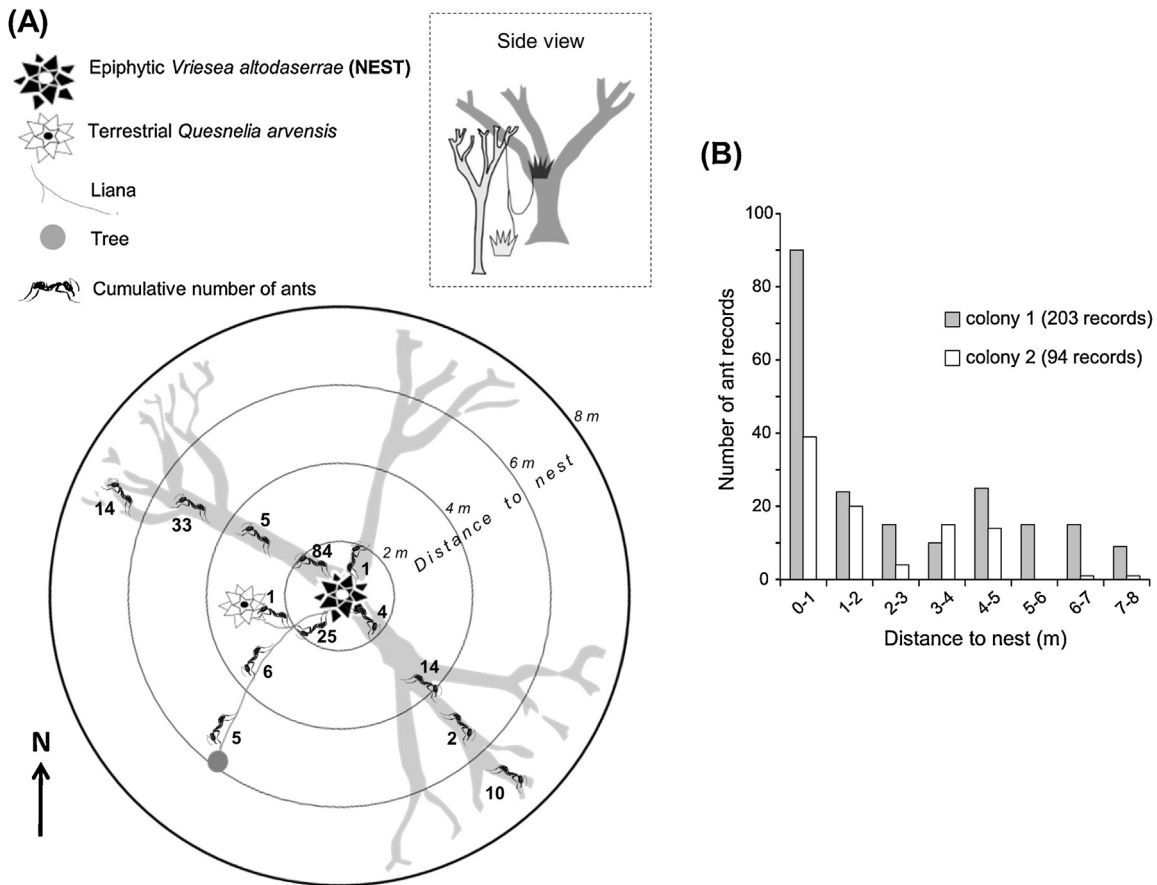 (A)
Epiphytic Vriesea altodaserrae (NEST)
Terrestrial Quesnelia arvensis
Liana
Tree
Cumulative number of ants
Side view
8 m
6 m
4 m
2 m
Distance to nest
14
33
5
84
1
1
4
25
6
14
5
2
10
N
(B)
100
80
60
40
20
0
Number of ant records
colony 1 (203 records)
colony 2 (94 records)
0-1
1-2
2-3
3-4
4-5
5-6
6-7
7-8
Distance to nest (m)